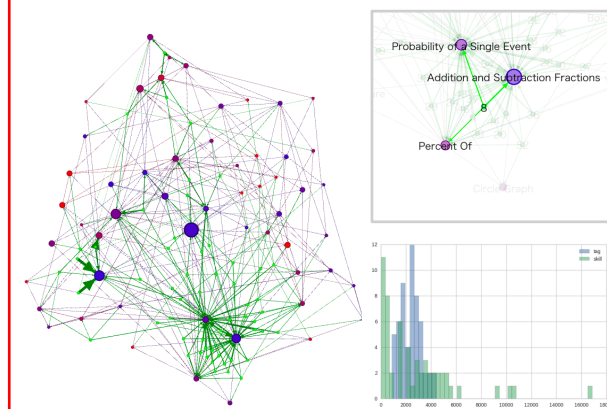 Probability of a Single Event
Addition and Subtraction Fractions
8
Percent Of
Circle Graph
12
10
8
6
4
2
0
tag
skill
0
2000
4000
6000
8000
10000
12000
14000
16000